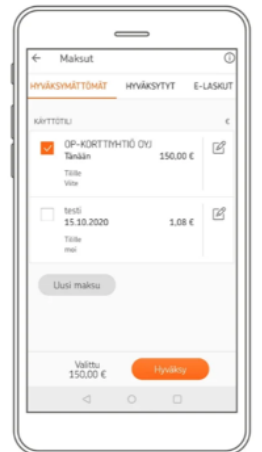 Maksut
HYVÄKSYMÄTTÖMÄT HYVÄKSYTYT E-LASKUT
KÄYTTÖTILI €
OP-KORTTIYHTIÖ OYJ
Tänään 150,00 €
Tilille
Viite
testi
15.10.2020 1,08 €
Tilille
moi
Uusi maksu
Valittu
150,00 €
Hyväksy